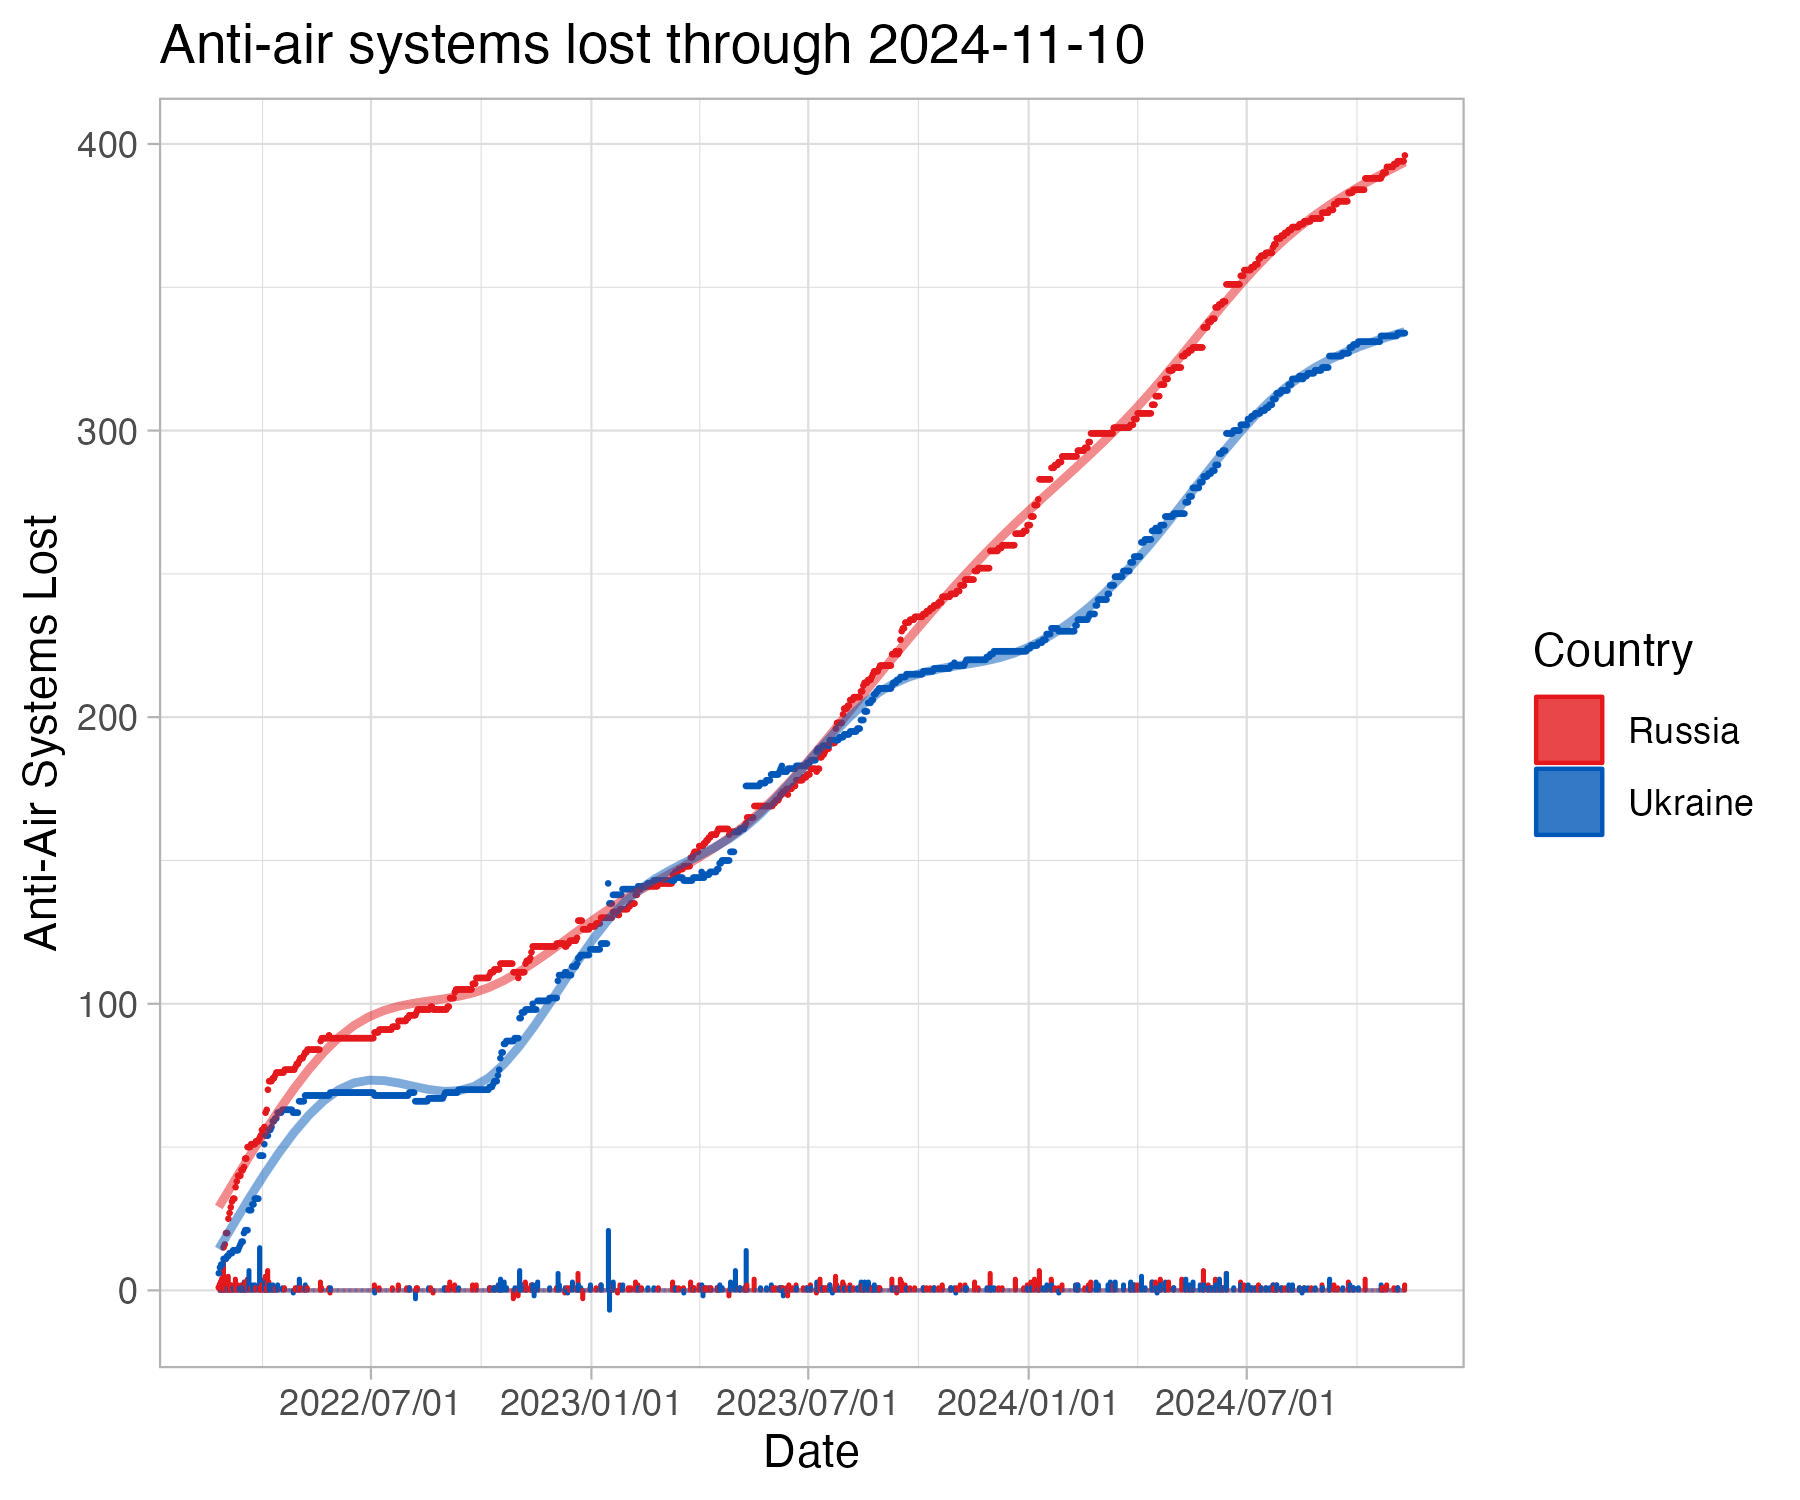 Anti-air systems lost through 2024-11-10
Anti-Air Systems Lost
400
300
200
100
0
2022/07/01
2023/01/01
2023/07/01
2024/01/01
2024/07/01
Date
Country
Russia
Ukraine